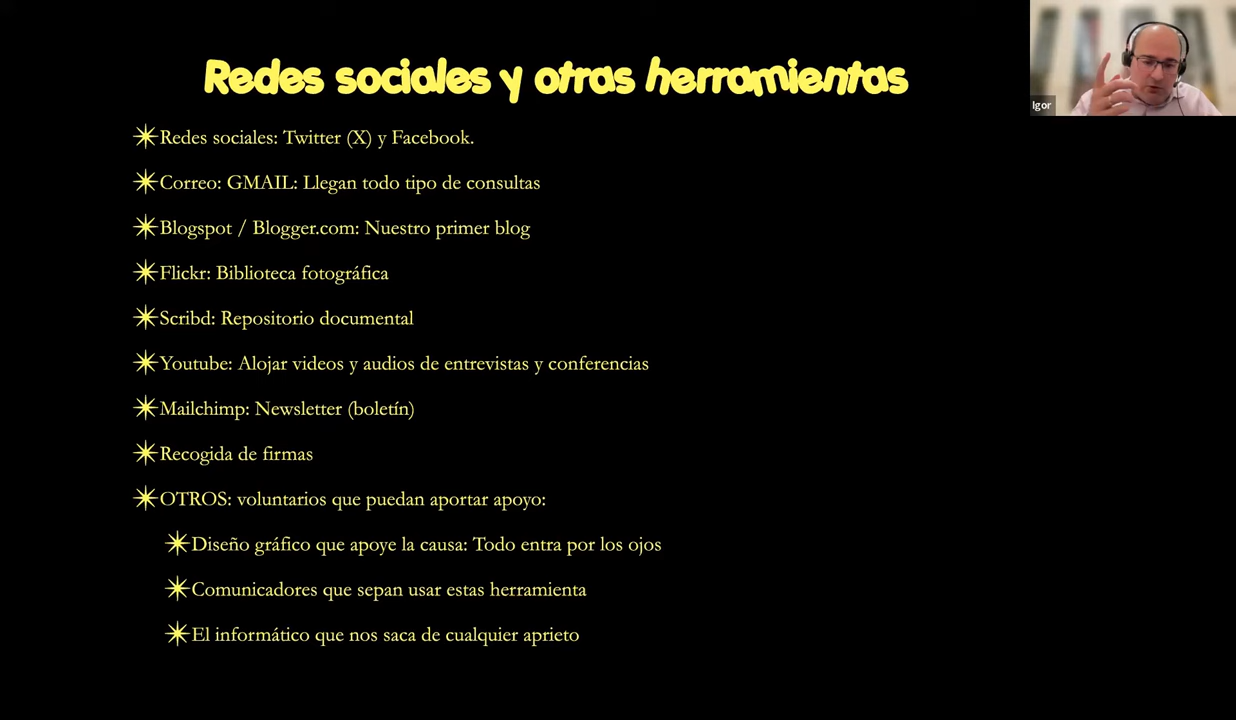 Redes sociales y otras herramientas
Igor
Redes sociales: Twitter (X) y Facebook.
Correo: GMAIL: Llegan todo tipo de consultas
Blogspot / Blogger.com: Nuestro primer blog
Flickr: Biblioteca fotográfica
Scribd: Repositorio documental
Youtube: Alojar videos y audios de entrevistas y conferencias
Mailchimp: Newsletter (boletín)
Recogida de firmas
OTROS: voluntarios que puedan aportar apoyo:
Diseño gráfico que apoye la causa: Todo entra por los ojos
Comunicadores que sepan usar estas herramienta
El informático que nos saca de cualquier aprieto